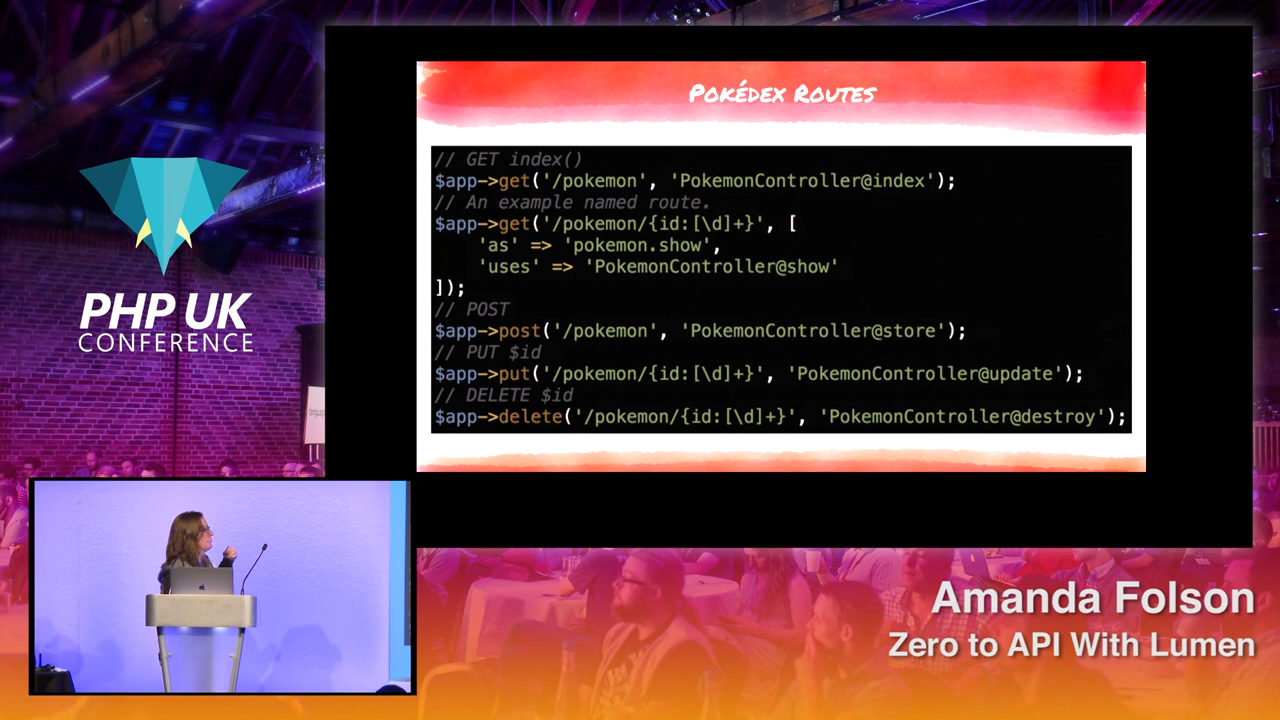 PHP UK
CONFERENCE
POKÉDEX ROUTES
// GET index()
$app->get('/pokemon', 'PokemonController@index');
// An example named route.
$app->get('/pokemon/{id:[\d]+}', [
    'as' => 'pokemon.show',
    'uses' => 'PokemonController@show'
]);
// POST
$app->post('/pokemon', 'PokemonController@store');
// PUT $id
$app->put('/pokemon/{id:[\d]+}', 'PokemonController@update');
// DELETE $id
$app->delete('/pokemon/{id:[\d]+}', 'PokemonController@destroy');
Amanda Folson
Zero to API With Lumen